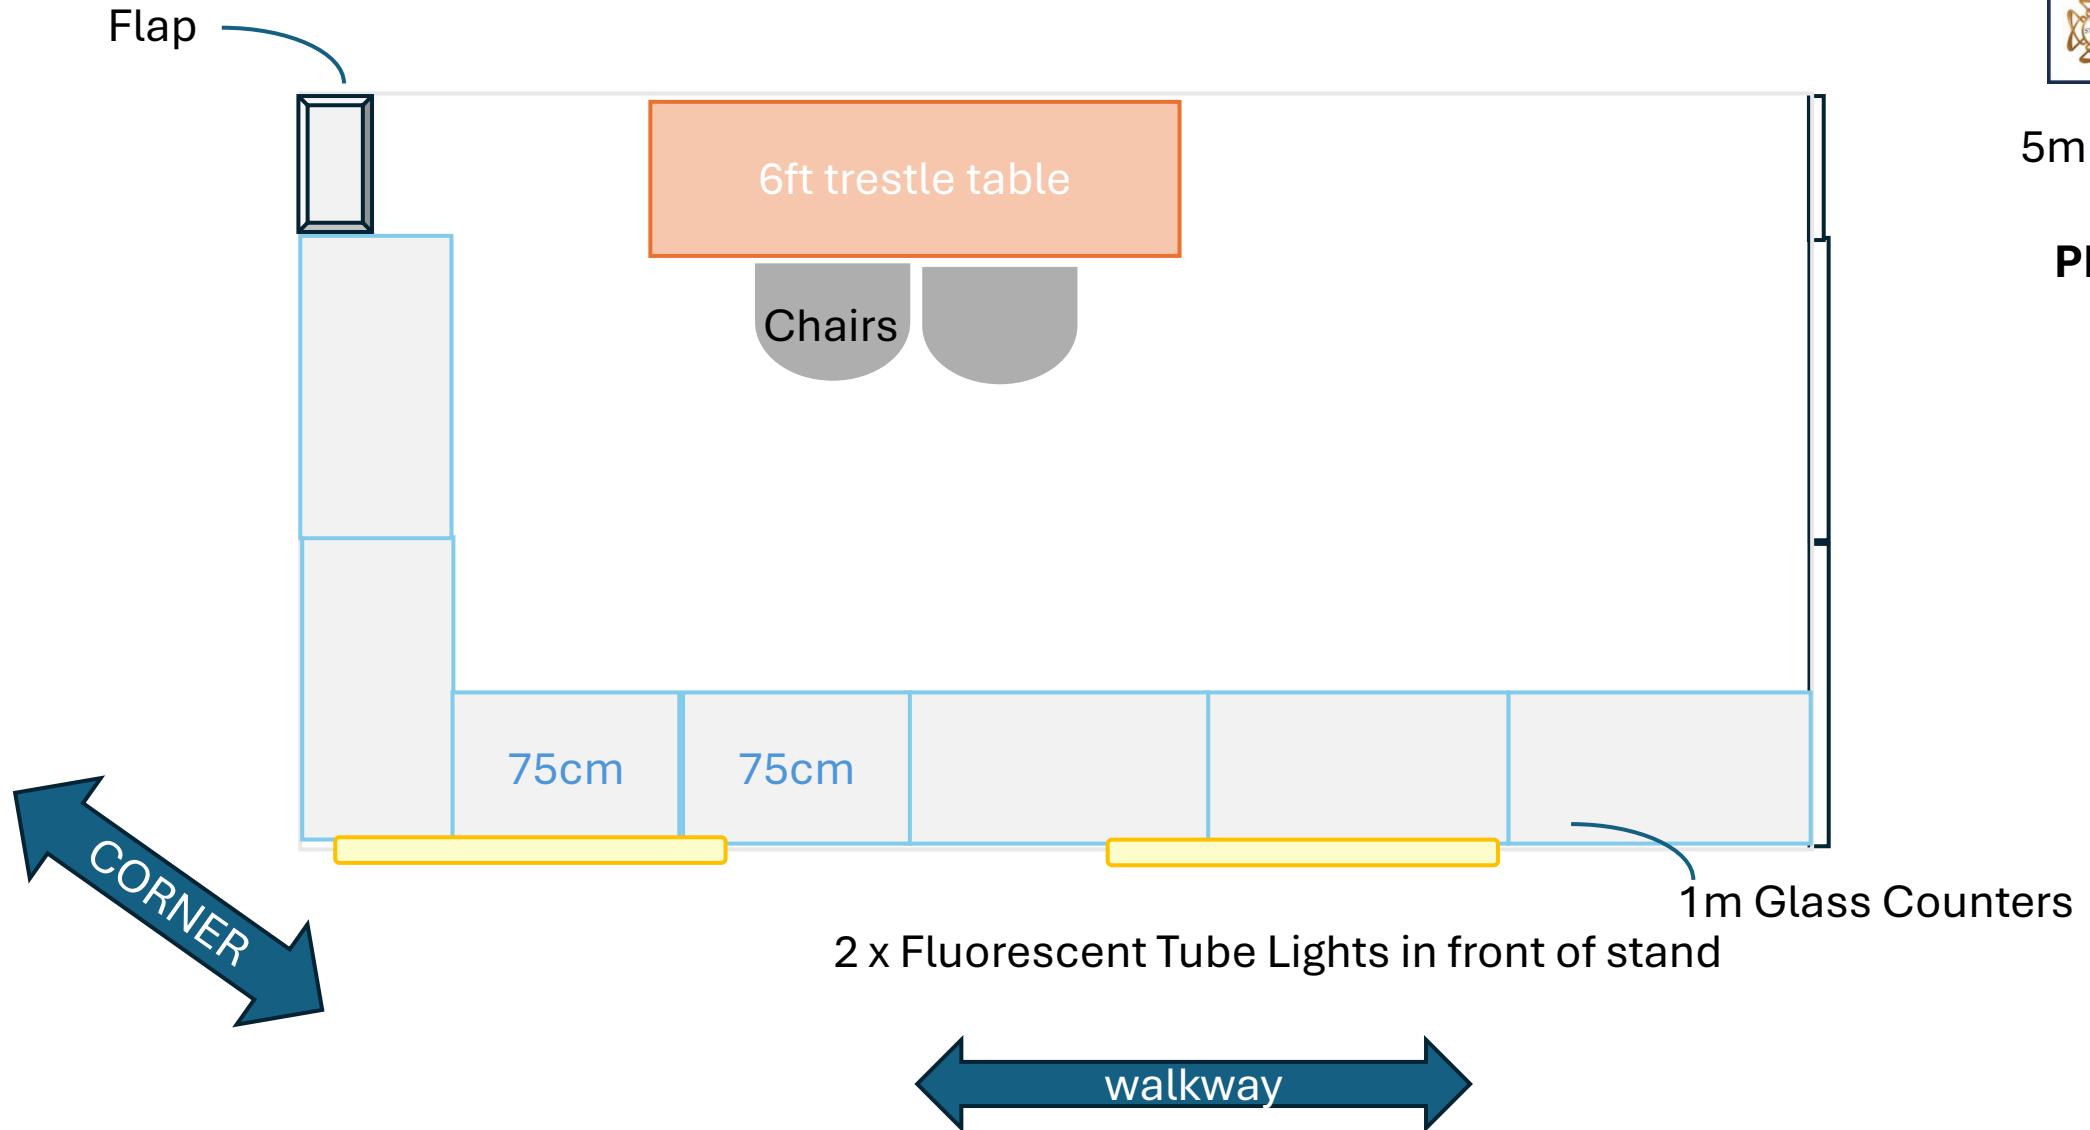 Flap
5m
6ft trestle table
Chairs
75cm
75cm
CORNER
1m Glass Counters
2 x Fluorescent Tube Lights in front of stand
walkway